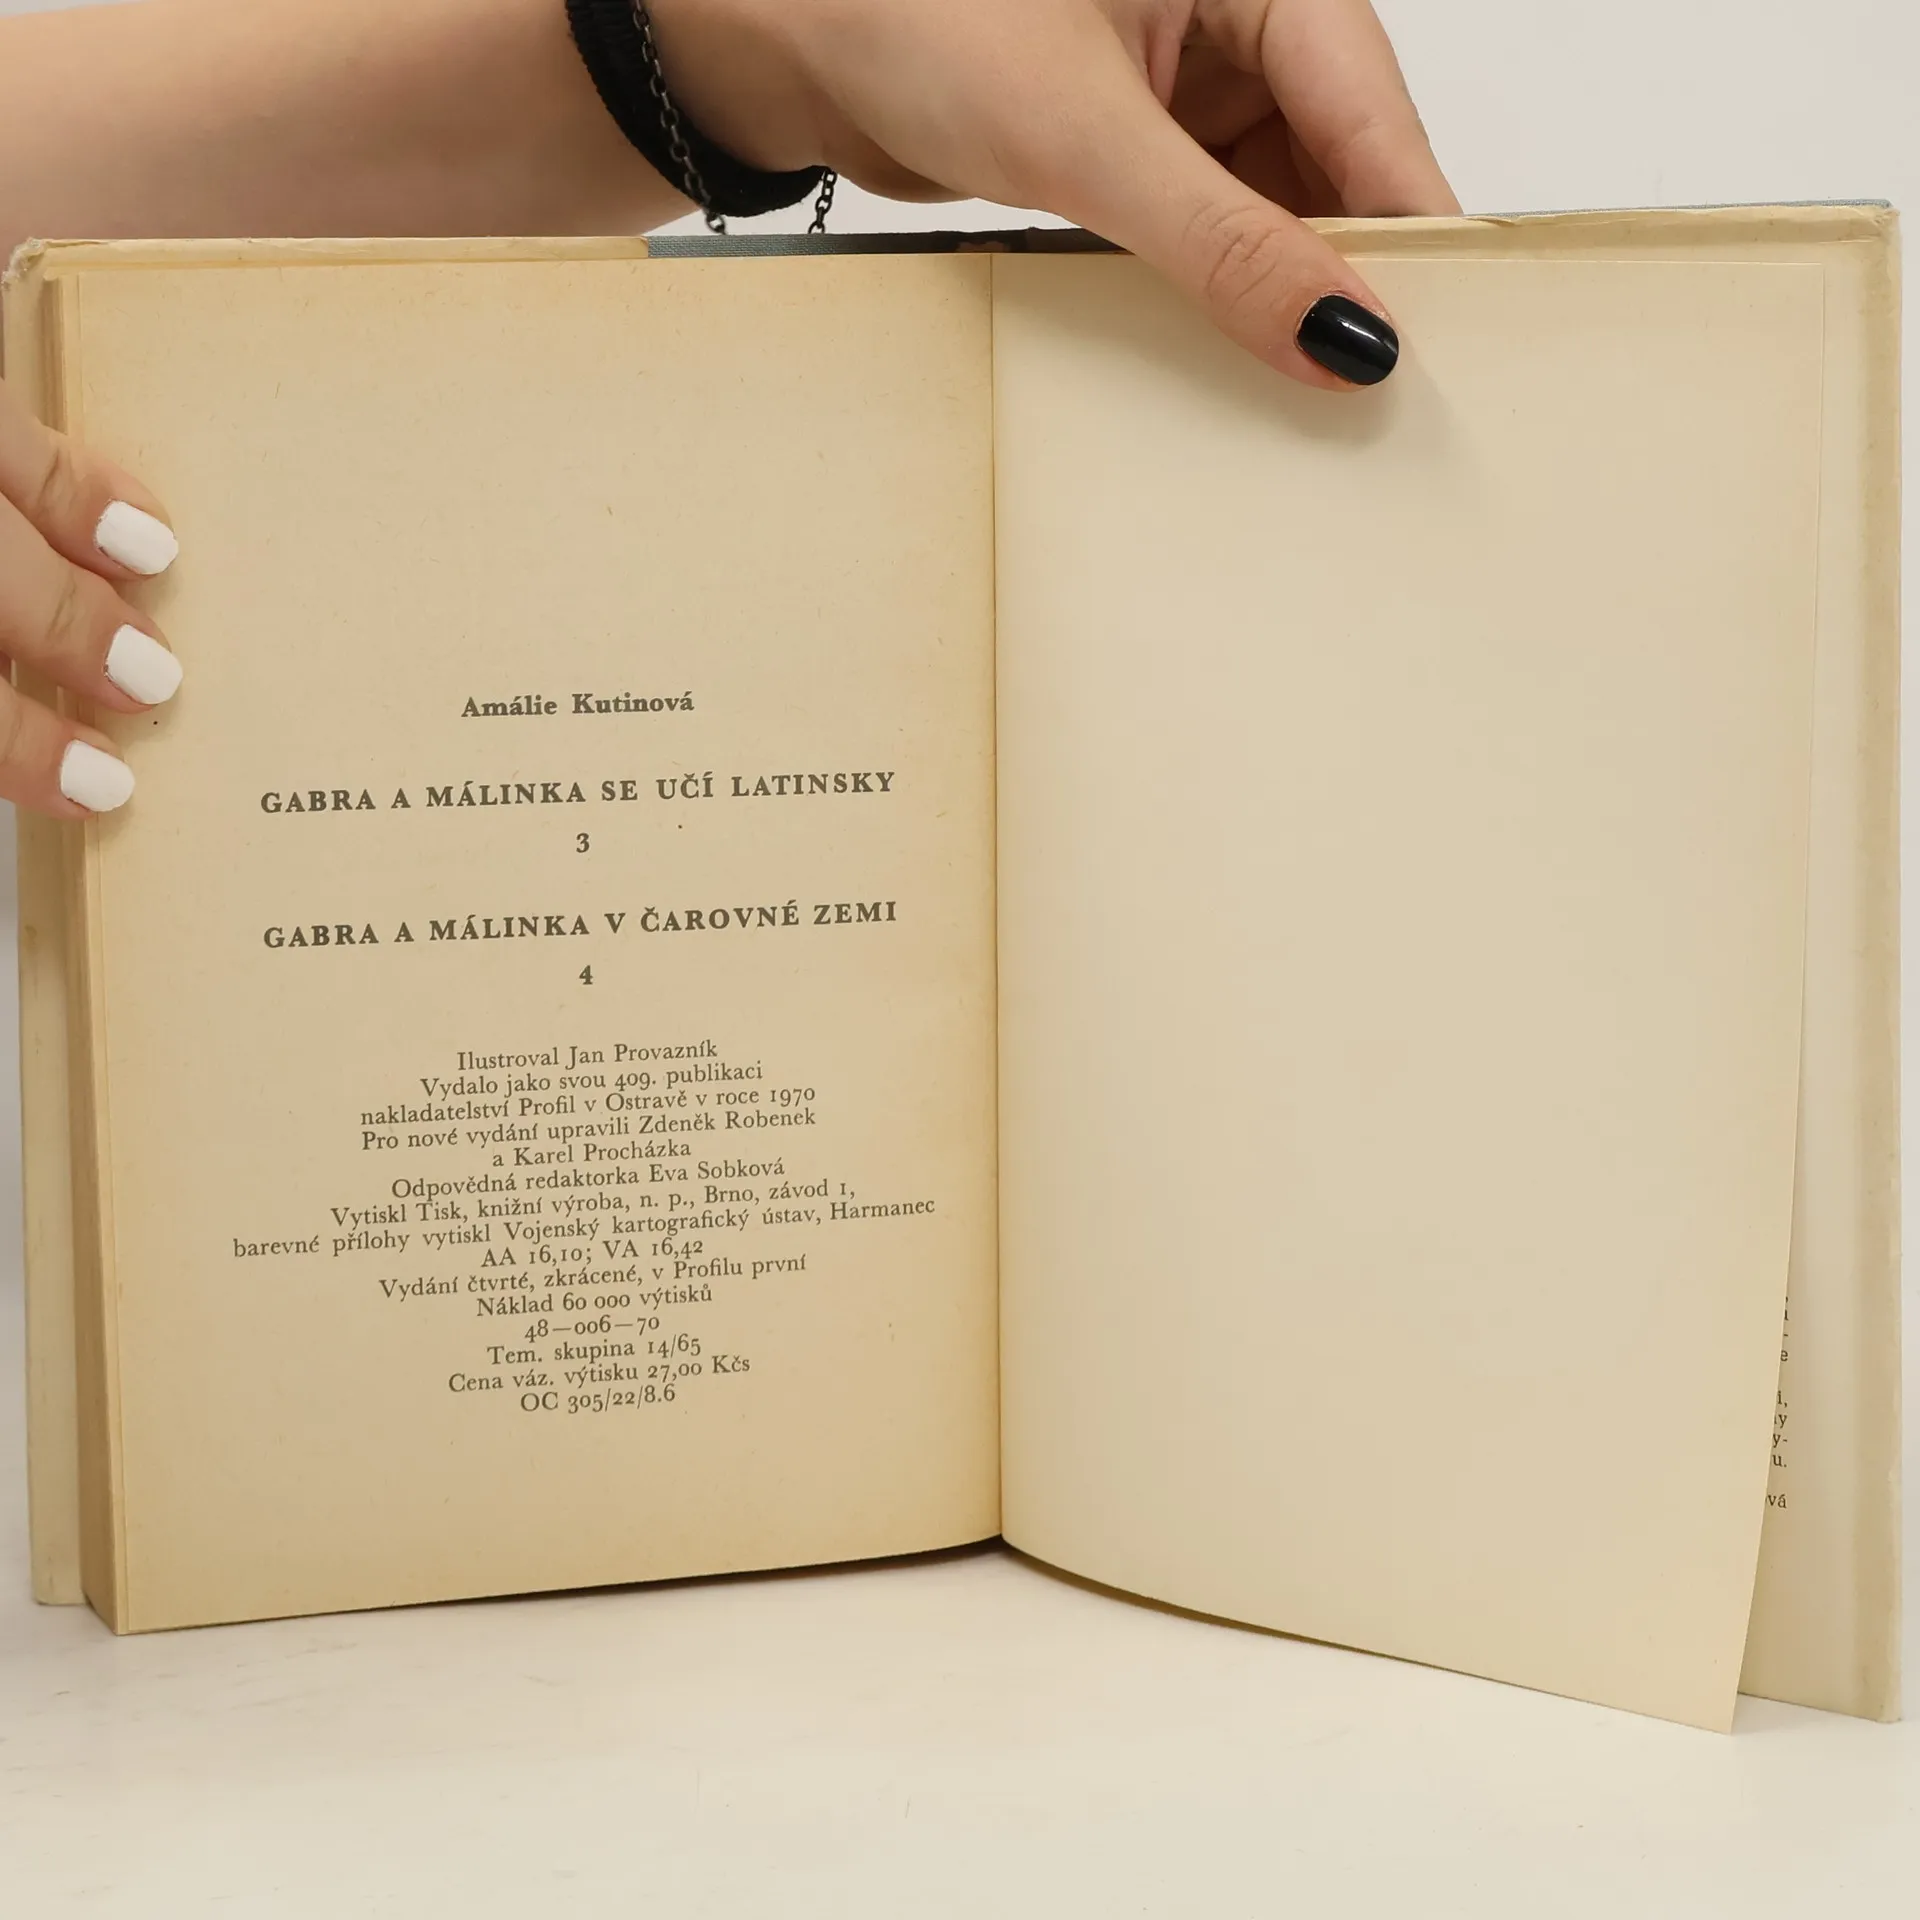 Amálie Kutinová
GABRA A MÁLINKA SE UČÍ LATINSKY
3
GABRA A MÁLINKA V ČAROVNÉ ZEMI
4
Ilustroval Jan Provazník
Vydalo jako svou 409. publikaci
nakladatelství Profil v Ostravě v roce 1970
Pro nové vydání upravili Zdeněk Robenek
a Karel Procházka
Odpovědná redaktorka Eva Sobková
Vytiskl Tisk, knižní výroba, n. p., Brno, závod 1,
barevné přílohy vytiskl Vojenský kartografický ústav, Harmanec
AA 16,10; VA 16,42
Vydání čtvrté, zkrácené, v Profilu první
Náklad 60 000 výtisků
48—006—70
Tem. skupina 14/65
Cena váz. výtisku 27,00 Kčs
OC 305/22/8.6